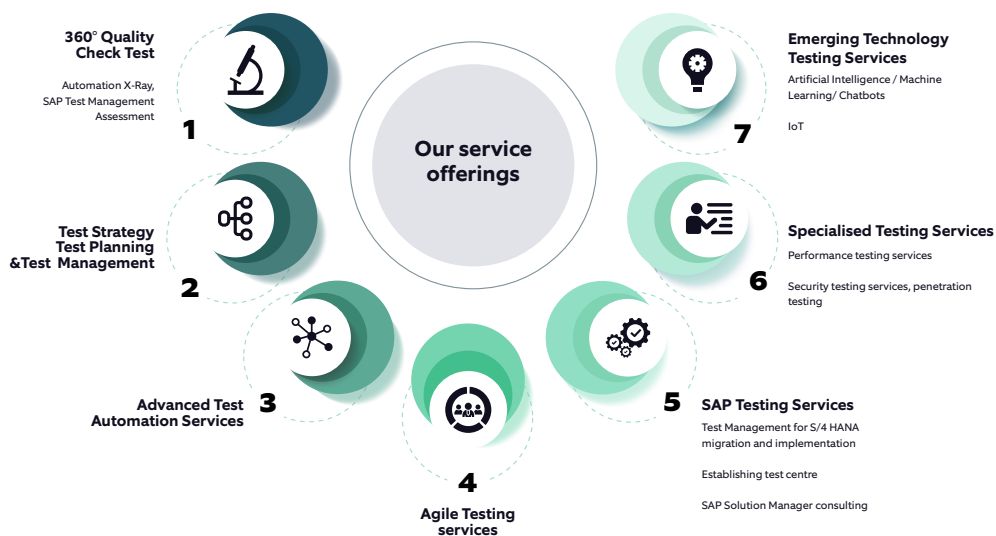 Our service
offerings
360° Quality
Check Test
Automation X-Ray,
SAP Test Management
Assessment
1
Test Strategy
Test Planning
&Test Management
2
Advanced Test
Automation Services
3
4
Agile Testing
services
5
SAP Testing Services
Test Management for S/4 HANA
migration and implementation
Establishing test centre
SAP Solution Manager consulting
6
Specialised Testing Services
Performance testing services
Security testing services, penetration
testing
7
Emerging Technology
Testing Services
Artificial Intelligence / Machine
Learning/ Chatbots
IoT